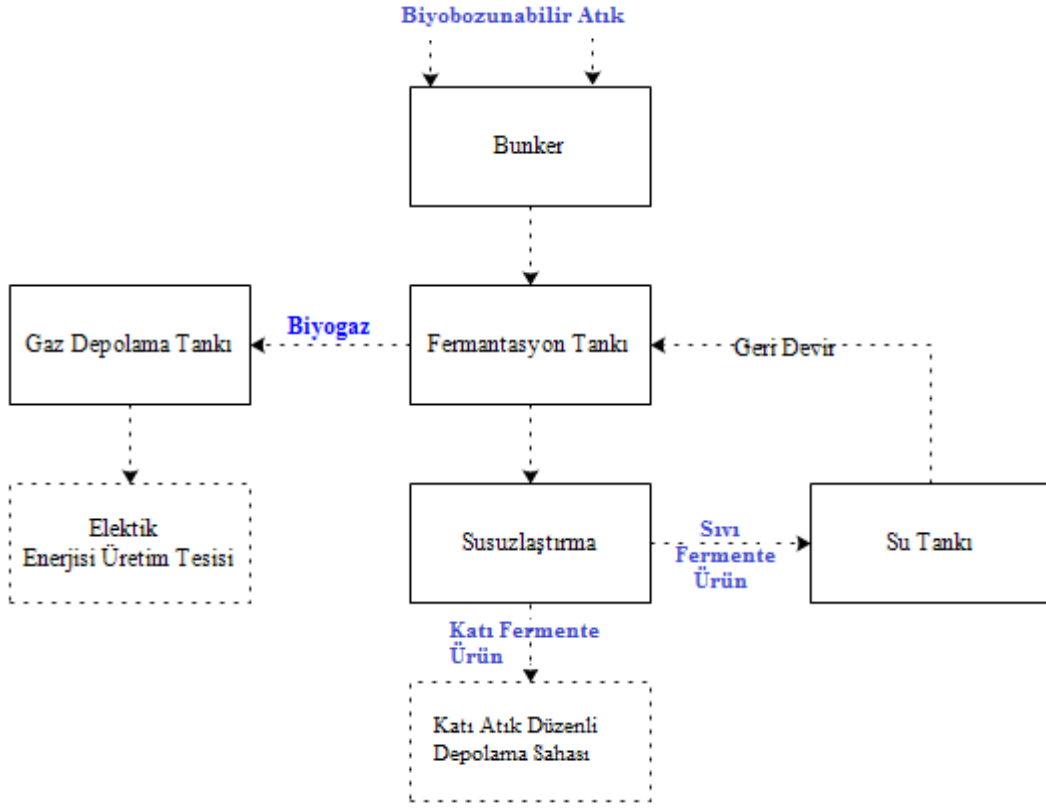 Biyobozunabilir Atık
Bunker
Gaz Depolama Tankı
Biyogaz
Fermantasyon Tankı
Geri Devir
Elektik
Enerjisi Üretim Tesisi
Susuzlaştırma
Sıvı
Fermente
Ürün
Su Tankı
Katı Fermente
Ürün
Katı Atık Düzenli
Depolama Sahası